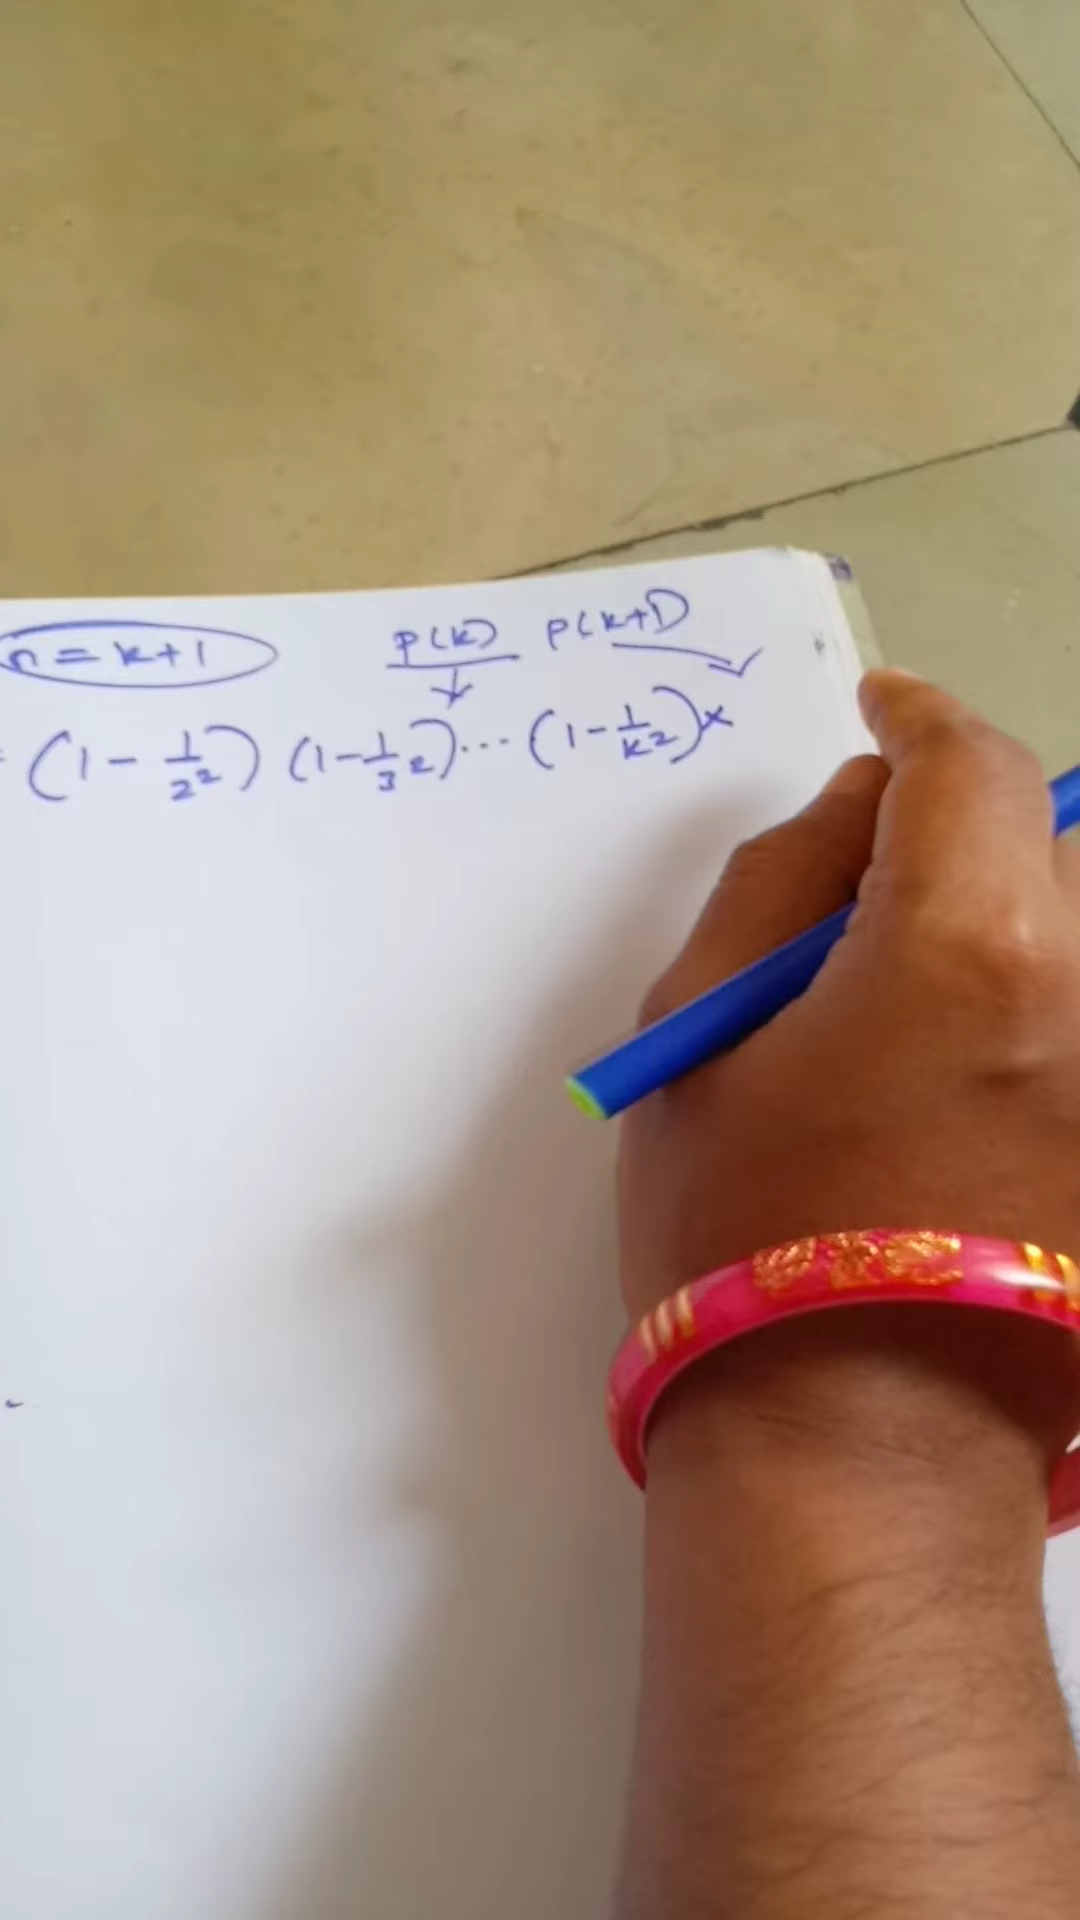 n = k+1 P(k) P(k+1)
= (1 - 1/2²) (1 - 1/3²) ... (1 - 1/k²) ×